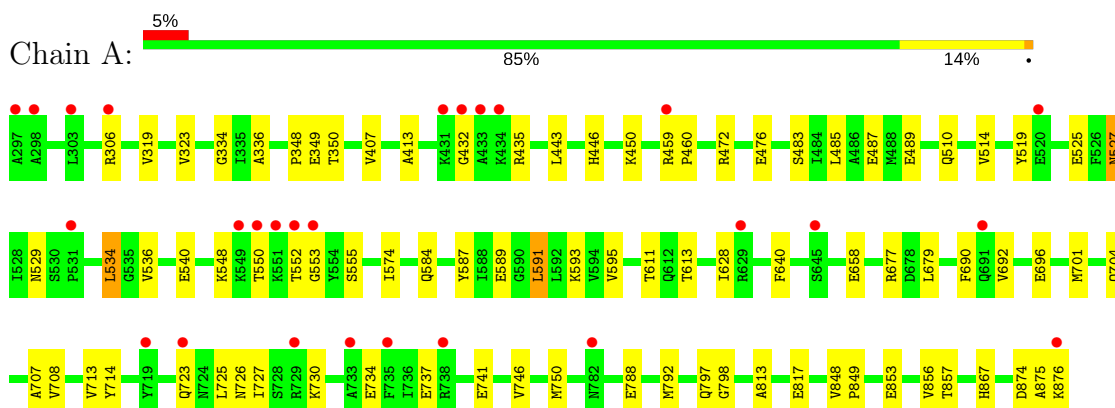 5%
Chain A:
85% 14% •
A297 A298 L303 R306 V319 V323 G334 I335 A336 P348 E349 T350 V407 A413 K431 G432 A433 K434 R435 L443 H446 K450 R459 P460 R472 E476 S483 I484 L485 A486 E487 M488 E489 Q510 V514 Y519 E520 E525 F526 N527
I528 N529 S530 P531 L534 G535 V536 E540 K548 K549 T550 K551 T552 G553 Y554 S555 I574 Q584 Y587 I588 E589 G590 L591 L592 K593 V594 V595 T611 Q612 T613 I628 R629 F640 S645 E658 R677 D678 L679 F690 Q691 V692 E696 M701
A707 V708 V713 Y714 Y719 Q723 N724 L725 N726 I727 S728 R729 K730 A733 E734 F735 I736 E737 R738 E741 V746 M750 N782 E788 M792 Q797 G798 A813 E817 V848 P849 E853 V856 T857 H867 D874 A875 K876